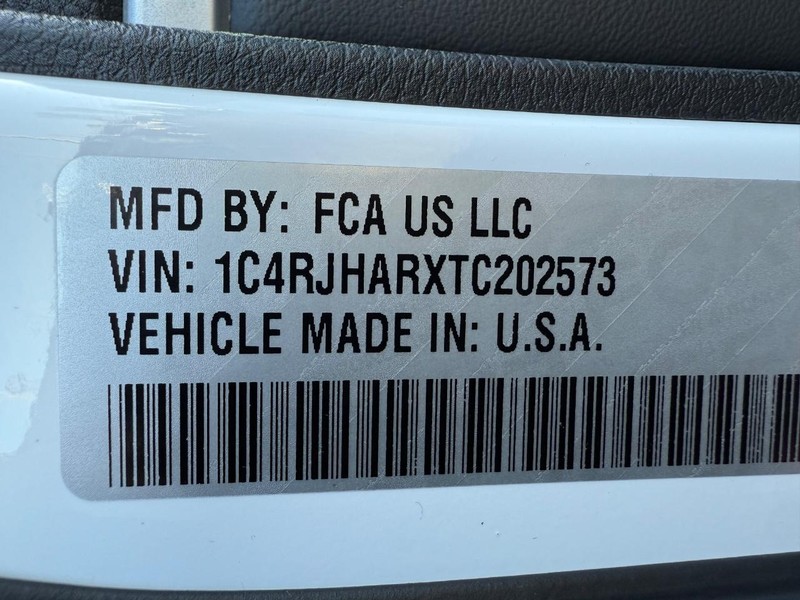 MFD BY: FCA US LLC
VIN: 1C4RJHARXTC202573
VEHICLE MADE IN: U.S.A.